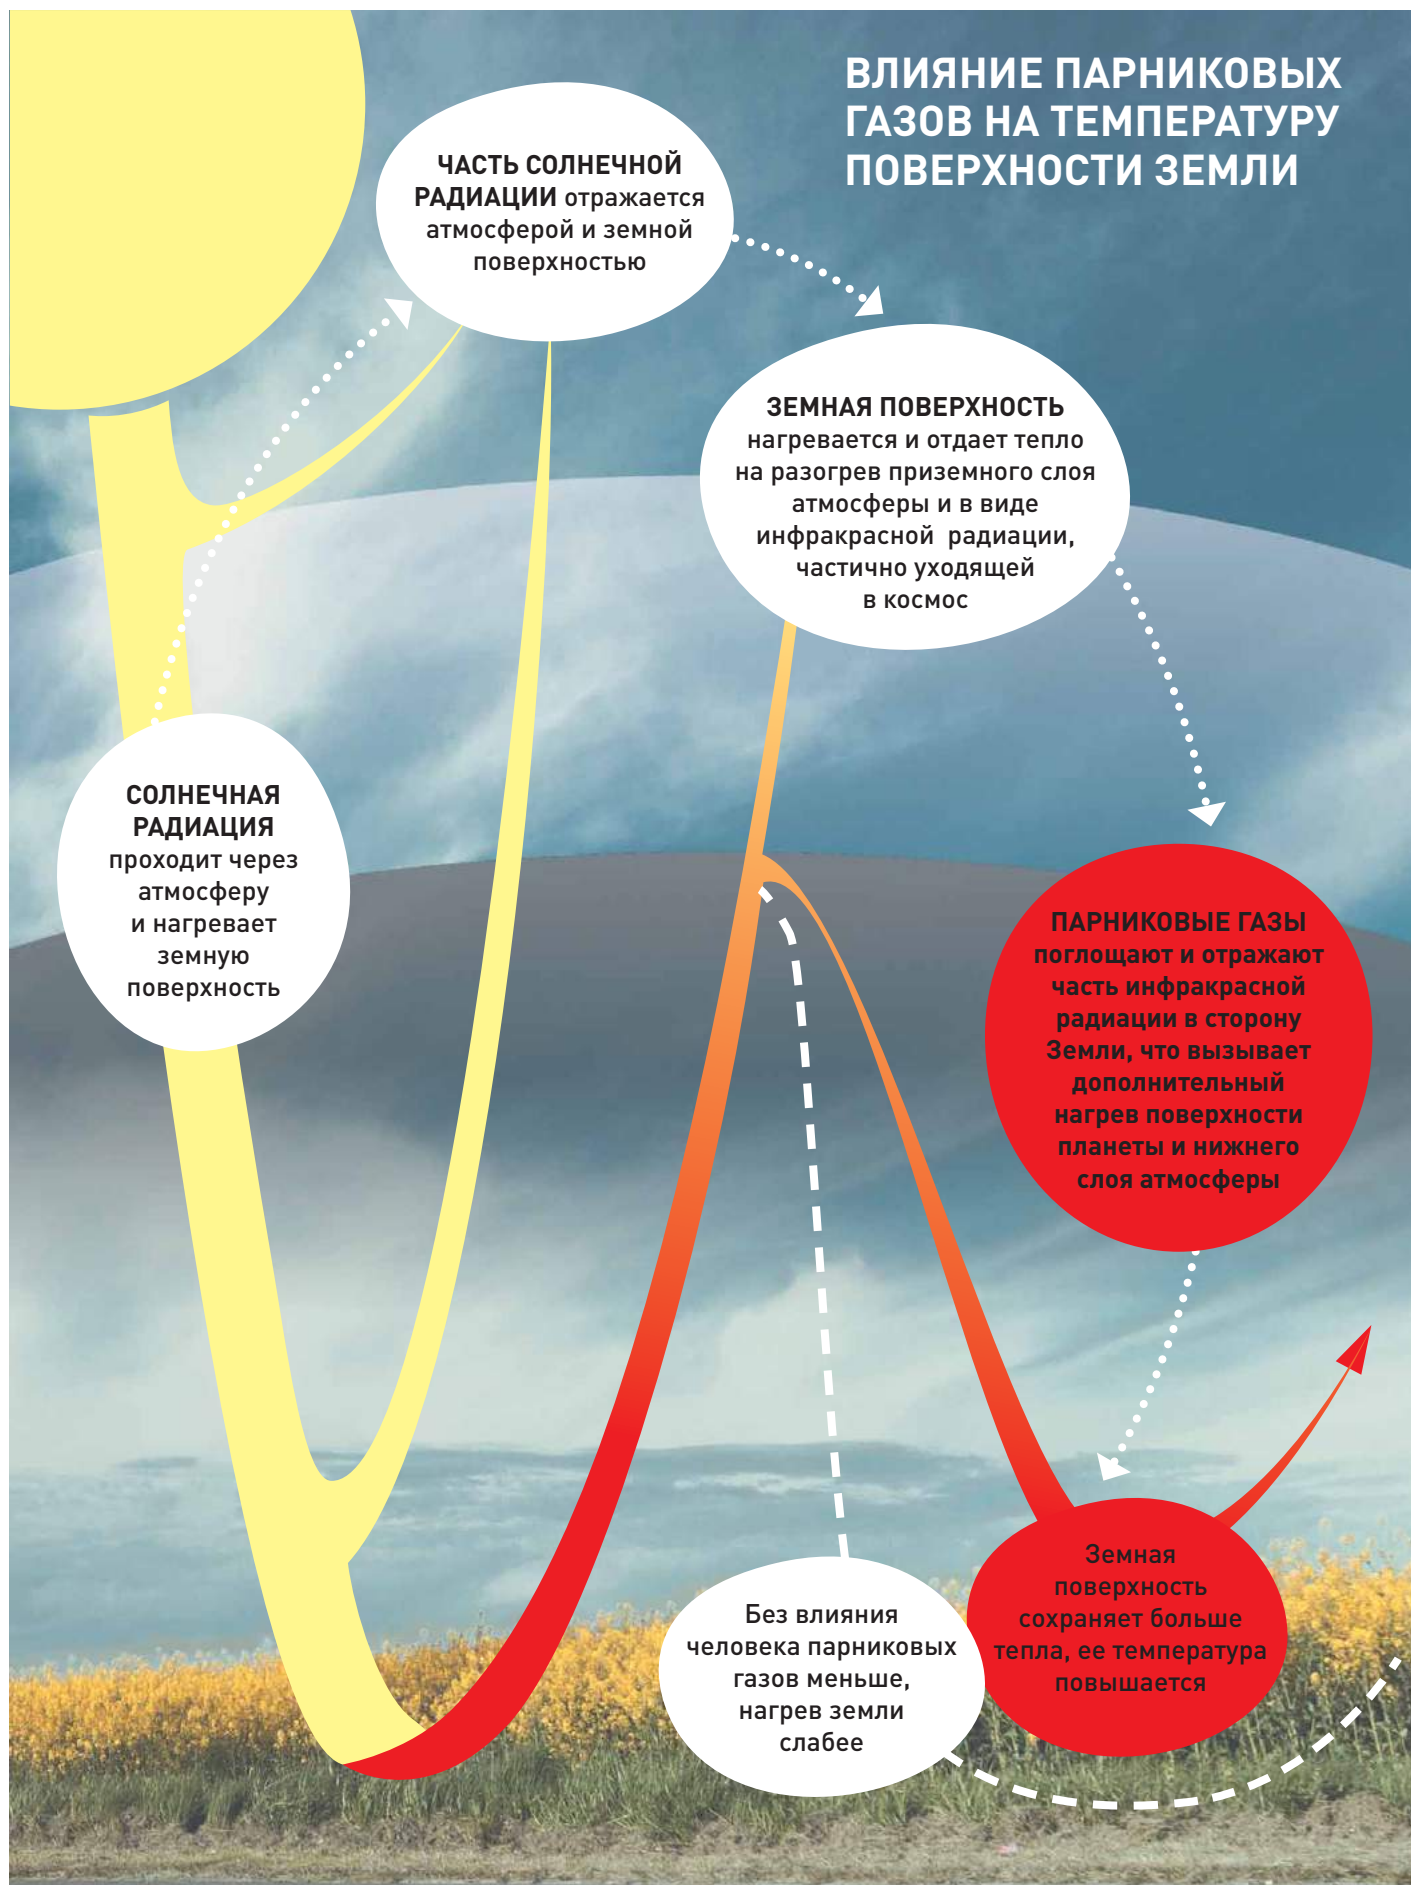 ВЛИЯНИЕ ПАРНИКОВЫХ
ГАЗОВ НА ТЕМПЕРАТУРУ
ПОВЕРХНОСТИ ЗЕМЛИ
ЧАСТЬ СОЛНЕЧНОЙ
РАДИАЦИИ отражается
атмосферой и земной
поверхностью
ЗЕМНАЯ ПОВЕРХНОСТЬ
нагревается и отдает тепло
на разогрев приземного слоя
атмосферы и в виде
инфракрасной радиации,
частично уходящей
в космос
СОЛНЕЧНАЯ
РАДИАЦИЯ
проходит через
атмосферу
и нагревает
земную
поверхность
ПАРНИКОВЫЕ ГАЗЫ
поглощают и отражают
часть инфракрасной
радиации в сторону
Земли, что вызывает
дополнительный
нагрев поверхности
планеты и нижнего
слоя атмосферы
Земная
поверхность
сохраняет больше
тепла, ее температура
повышается
Без влияния
человека парниковых
газов меньше,
нагрев земли
слабее